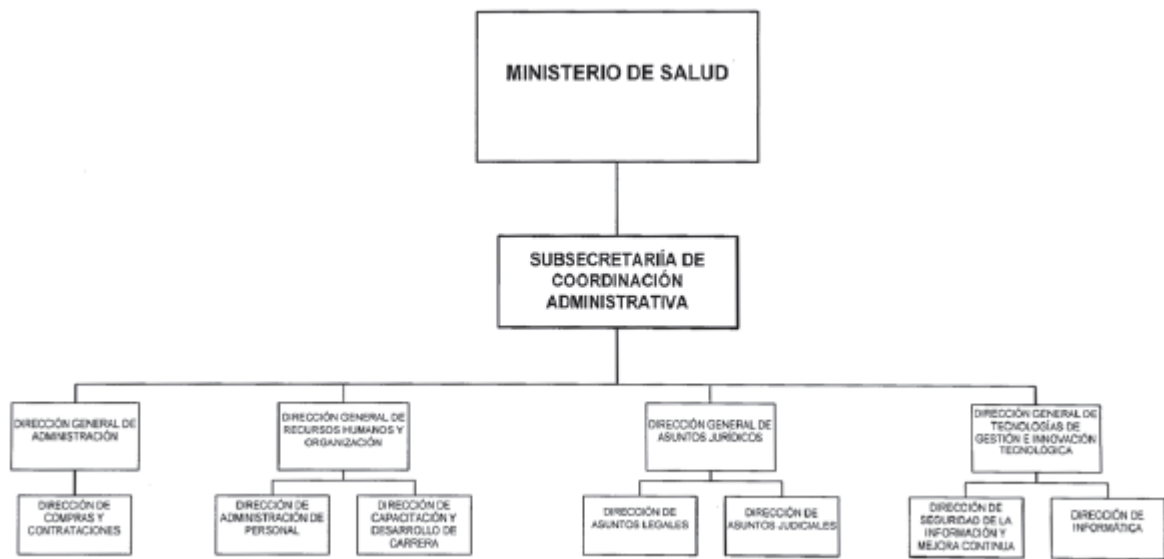 MINISTERIO DE SALUD
SUBSECRETARIÍA DE
COORDINACIÓN
ADMINISTRATIVA
DIRECCIÓN GENERAL DE
ADMINISTRACIÓN
DIRECCIÓN GENERAL DE
RECURSOS HUMANOS Y
ORGANIZACIÓN
DIRECCIÓN GENERAL DE
ASUNTOS JURÍDICOS
DIRECCIÓN GENERAL DE
TECNOLOGÍAS DE
GESTIÓN E INNOVACIÓN
TECNOLÓGICA
DIRECCIÓN DE
COMPRAS Y
CONTRATACIONES
DIRECCIÓN DE
ADMINISTRACIÓN DE
PERSONAL
DIRECCIÓN DE
CAPACITACIÓN Y
DESARROLLO DE
CARRERA
DIRECCIÓN DE
ASUNTOS LEGALES
DIRECCIÓN DE
ASUNTOS JUDICIALES
DIRECCIÓN DE
SEGURIDAD DE LA
INFORMACIÓN Y
MEJORA CONTINUA
DIRECCIÓN DE
INFORMÁTICA